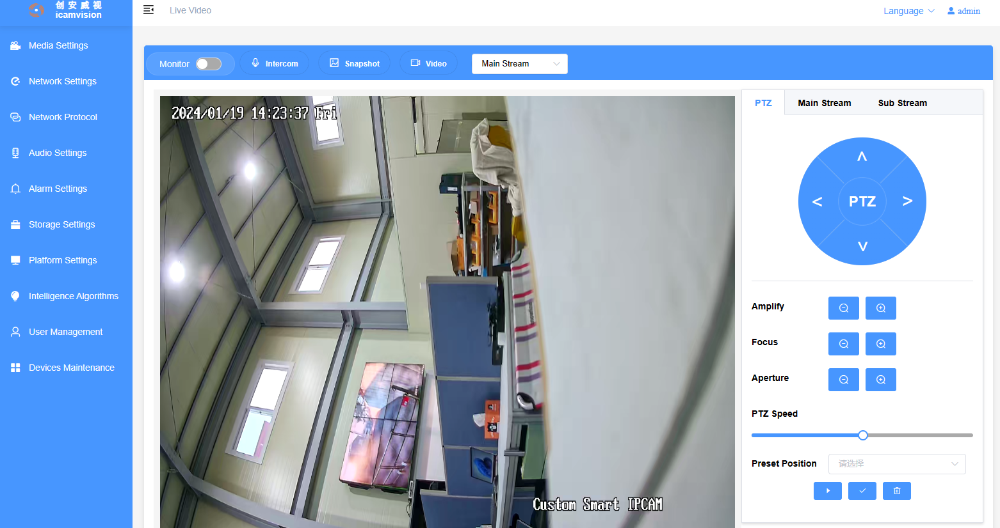 创安威视
icamvision
Live Video
Language
admin
Media Settings
Network Settings
Network Protocol
Audio Settings
Alarm Settings
Storage Settings
Platform Settings
Intelligence Algorithms
User Management
Devices Maintenance
Monitor
Intercom
Snapshot
Video
Main Stream
2024/01/19 14:23:37 Fri
Custom Smart IPCAM
PTZ
Main Stream
Sub Stream
PTZ
Amplify
Focus
Aperture
PTZ Speed
Preset Position
请选择